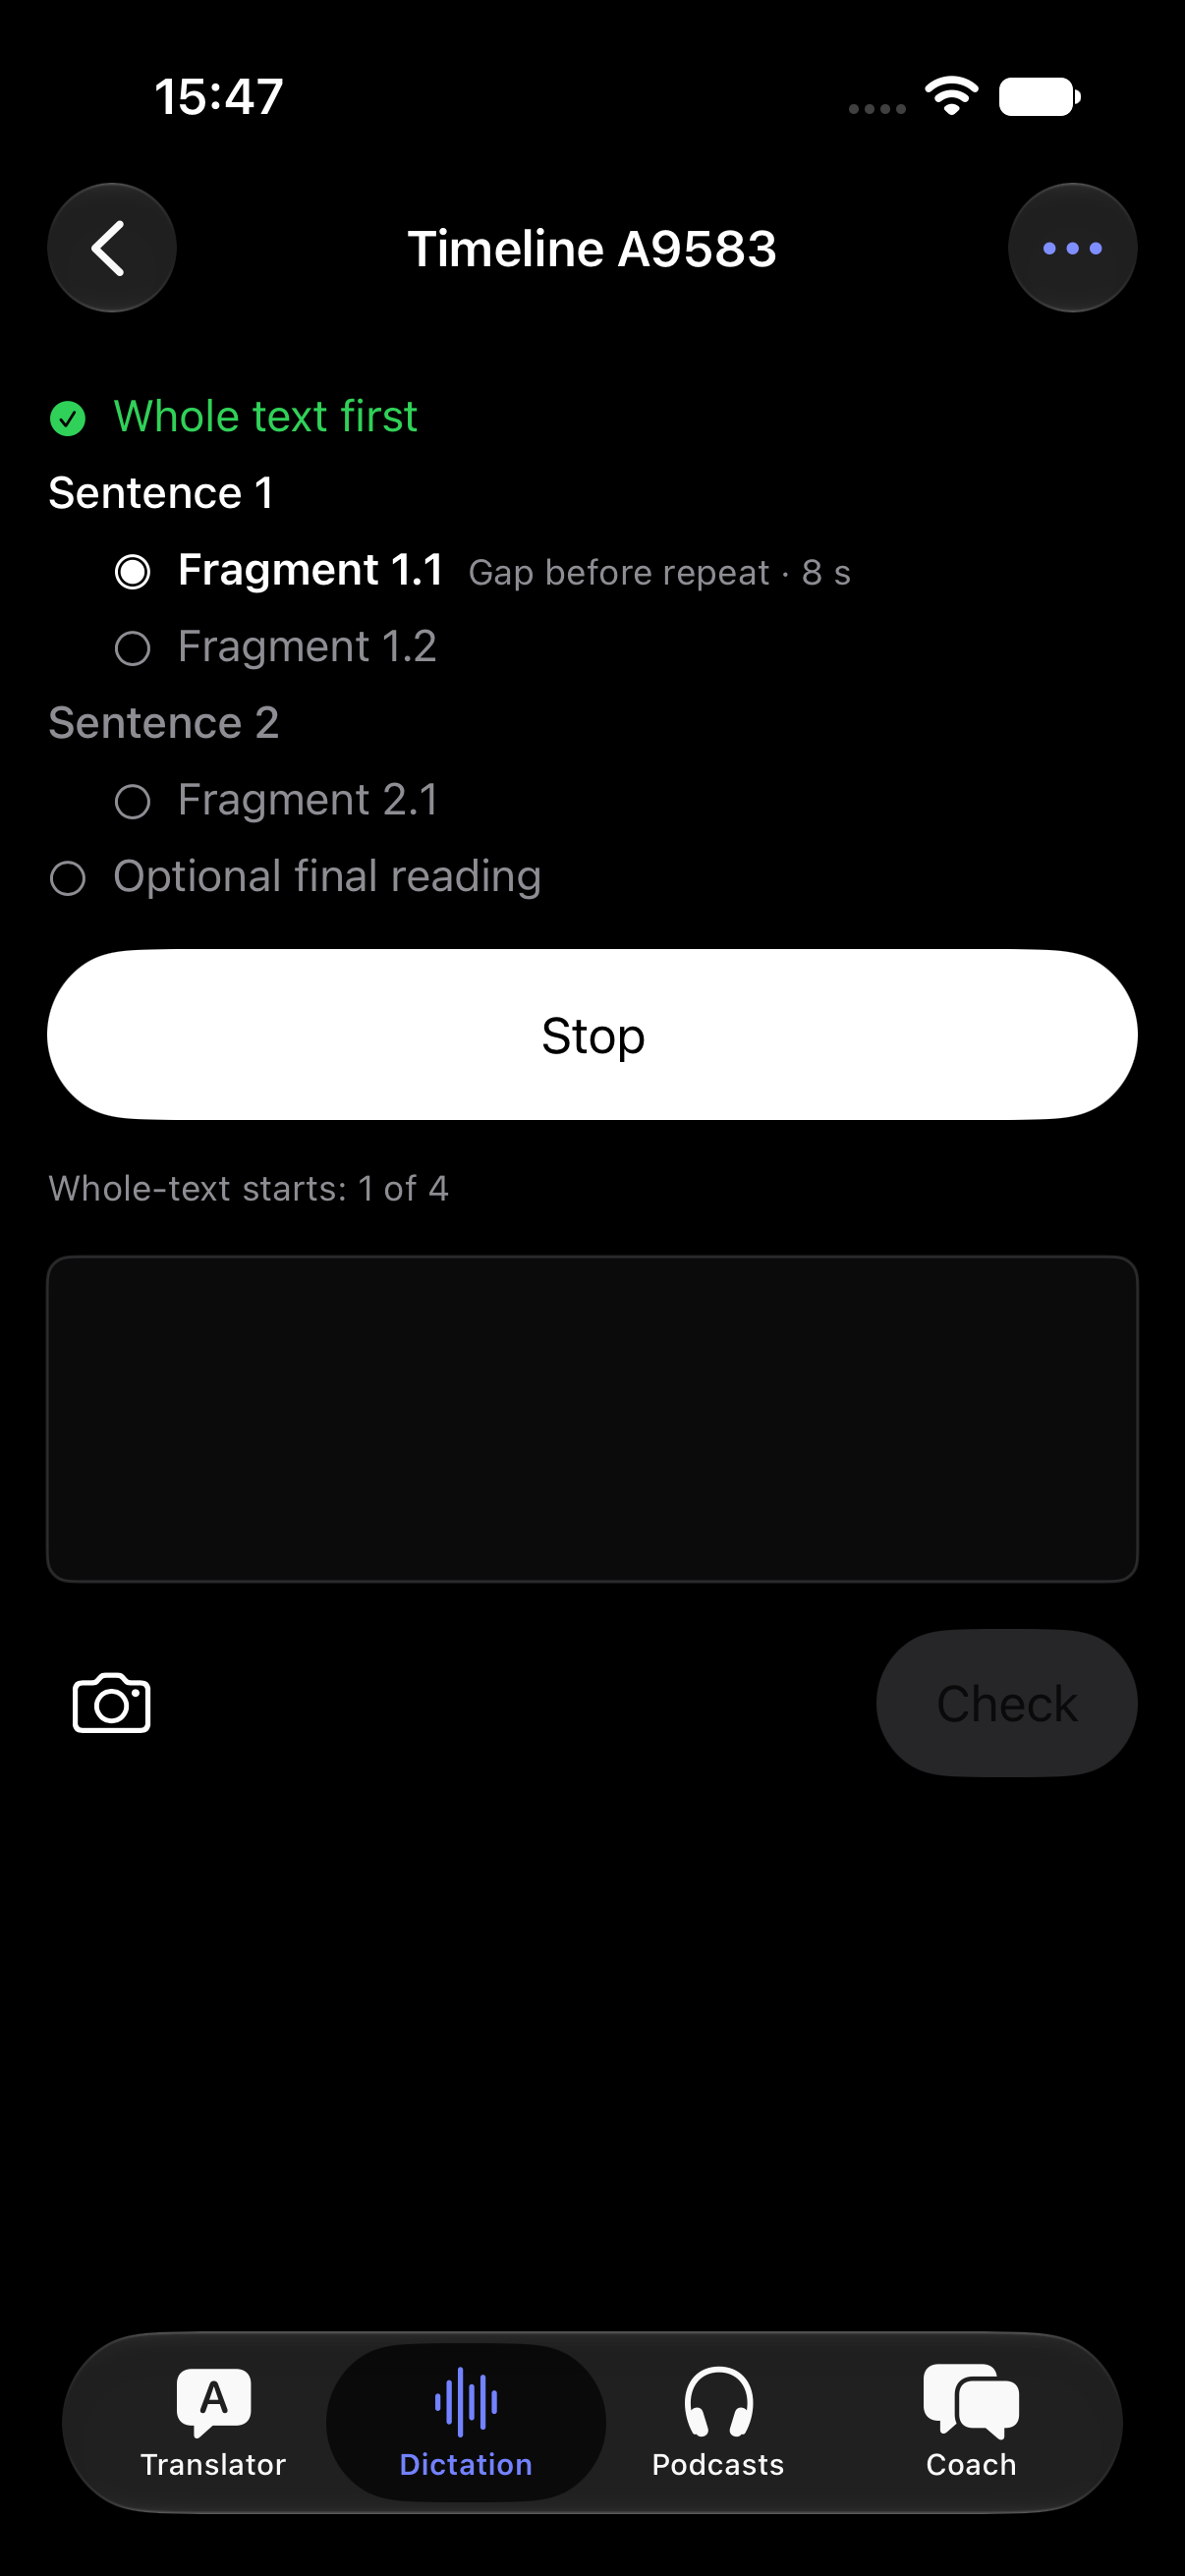 15:47
Timeline A9583
Whole text first
Sentence 1
Fragment 1.1 Gap before repeat · 8 s
Fragment 1.2
Sentence 2
Fragment 2.1
Optional final reading
Stop
Whole-text starts: 1 of 4
Check
A
Translator Dictation Podcasts Coach